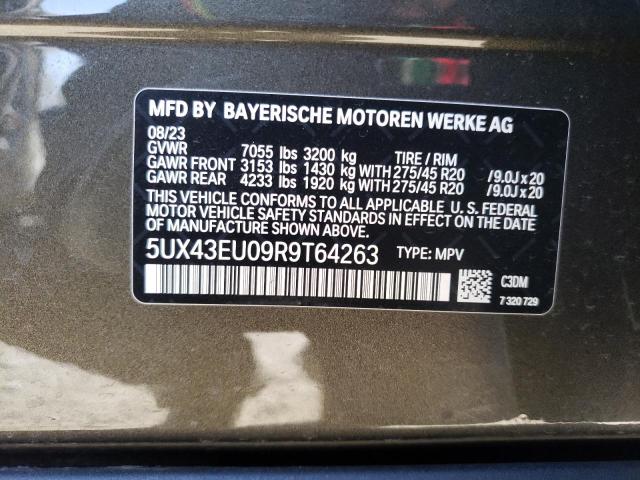 MFD BY BAYERISCHE MOTOREN WERKE AG
08/23
GVWR 7055 lbs 3200 kg TIRE / RIM
GAWR FRONT 3153 lbs 1430 kg WITH 275/45 R20 /9.0J x 20
GAWR REAR 4233 lbs 1920 kg WITH 275/45 R20 /9.0J x 20
THIS VEHICLE CONFORMS TO ALL APPLICABLE U. S. FEDERAL
MOTOR VEHICLE SAFETY STANDARDS IN EFFECT ON THE DATE
OF MANUFACTURE SHOWN ABOVE.
5UX43EU09R9T64263 TYPE: MPV
C3DM
7 320 729